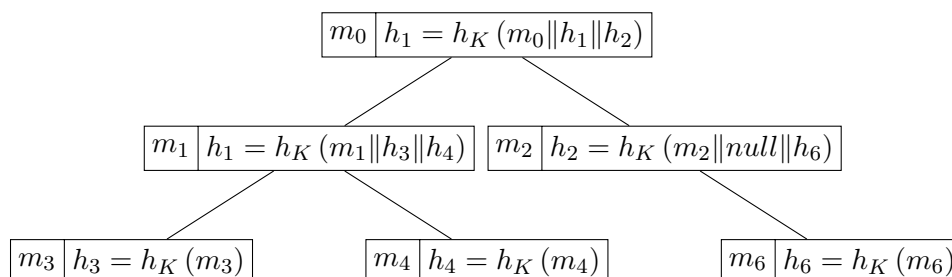 m_0 h_1 = h_K (m_0‖h_1‖h_2)
m_1 h_1 = h_K (m_1‖h_3‖h_4) m_2 h_2 = h_K (m_2‖null‖h_6)
m_3 h_3 = h_K (m_3) m_4 h_4 = h_K (m_4) m_6 h_6 = h_K (m_6)